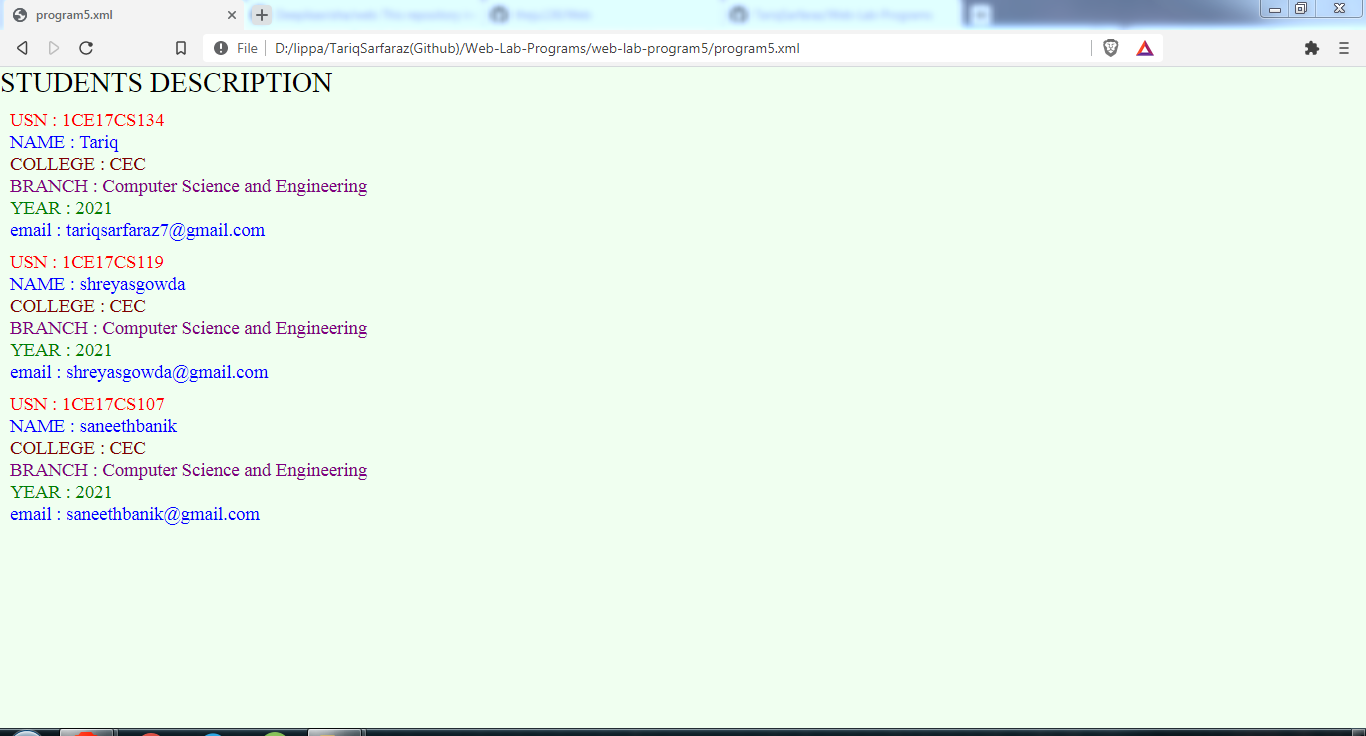 program5.xml
File D:/lippa/TariqSarfaraz(Github)/Web-Lab-Programs/web-lab-program5/program5.xml
STUDENTS DESCRIPTION
USN : 1CE17CS134
NAME : Tariq
COLLEGE : CEC
BRANCH : Computer Science and Engineering
YEAR : 2021
email : tariqsarfaraz7@gmail.com
USN : 1CE17CS119
NAME : shreyasgowda
COLLEGE : CEC
BRANCH : Computer Science and Engineering
YEAR : 2021
email : shreyasgowda@gmail.com
USN : 1CE17CS107
NAME : saneethbanik
COLLEGE : CEC
BRANCH : Computer Science and Engineering
YEAR : 2021
email : saneethbanik@gmail.com